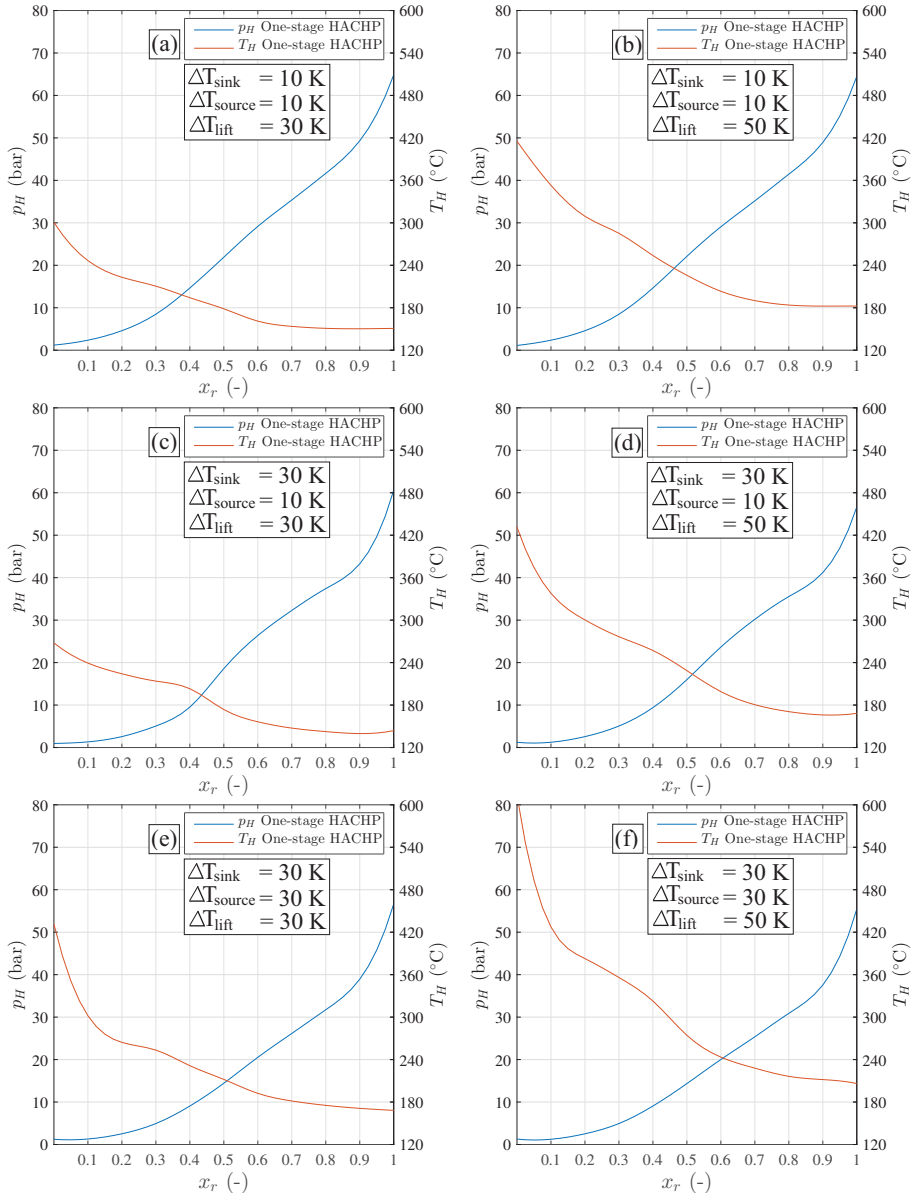 80
70
60
50
40
30
20
10
0
p_H (bar)
600
540
480
420
360
300
240
180
120
T_H (°C)
0.1 0.2 0.3 0.4 0.5 0.6 0.7 0.8 0.9 1
x_r (-)
(a)
p_H One-stage HACHP
T_H One-stage HACHP
ΔT_sink = 10 K
ΔT_source = 10 K
ΔT_lift = 30 K
80
70
60
50
40
30
20
10
0
p_H (bar)
600
540
480
420
360
300
240
180
120
T_H (°C)
0.1 0.2 0.3 0.4 0.5 0.6 0.7 0.8 0.9 1
x_r (-)
(b)
p_H One-stage HACHP
T_H One-stage HACHP
ΔT_sink = 10 K
ΔT_source = 10 K
ΔT_lift = 50 K
80
70
60
50
40
30
20
10
0
p_H (bar)
600
540
480
420
360
300
240
180
120
T_H (°C)
0.1 0.2 0.3 0.4 0.5 0.6 0.7 0.8 0.9 1
x_r (-)
(c)
p_H One-stage HACHP
T_H One-stage HACHP
ΔT_sink = 30 K
ΔT_source = 10 K
ΔT_lift = 30 K
80
70
60
50
40
30
20
10
0
p_H (bar)
600
540
480
420
360
300
240
180
120
T_H (°C)
0.1 0.2 0.3 0.4 0.5 0.6 0.7 0.8 0.9 1
x_r (-)
(d)
p_H One-stage HACHP
T_H One-stage HACHP
ΔT_sink = 30 K
ΔT_source = 10 K
ΔT_lift = 50 K
80
70
60
50
40
30
20
10
0
p_H (bar)
600
540
480
420
360
300
240
180
120
T_H (°C)
0.1 0.2 0.3 0.4 0.5 0.6 0.7 0.8 0.9 1
x_r (-)
(e)
p_H One-stage HACHP
T_H One-stage HACHP
ΔT_sink = 30 K
ΔT_source = 30 K
ΔT_lift = 30 K
80
70
60
50
40
30
20
10
0
p_H (bar)
600
540
480
420
360
300
240
180
120
T_H (°C)
0.1 0.2 0.3 0.4 0.5 0.6 0.7 0.8 0.9 1
x_r (-)
(f)
p_H One-stage HACHP
T_H One-stage HACHP
ΔT_sink = 30 K
ΔT_source = 30 K
ΔT_lift = 50 K